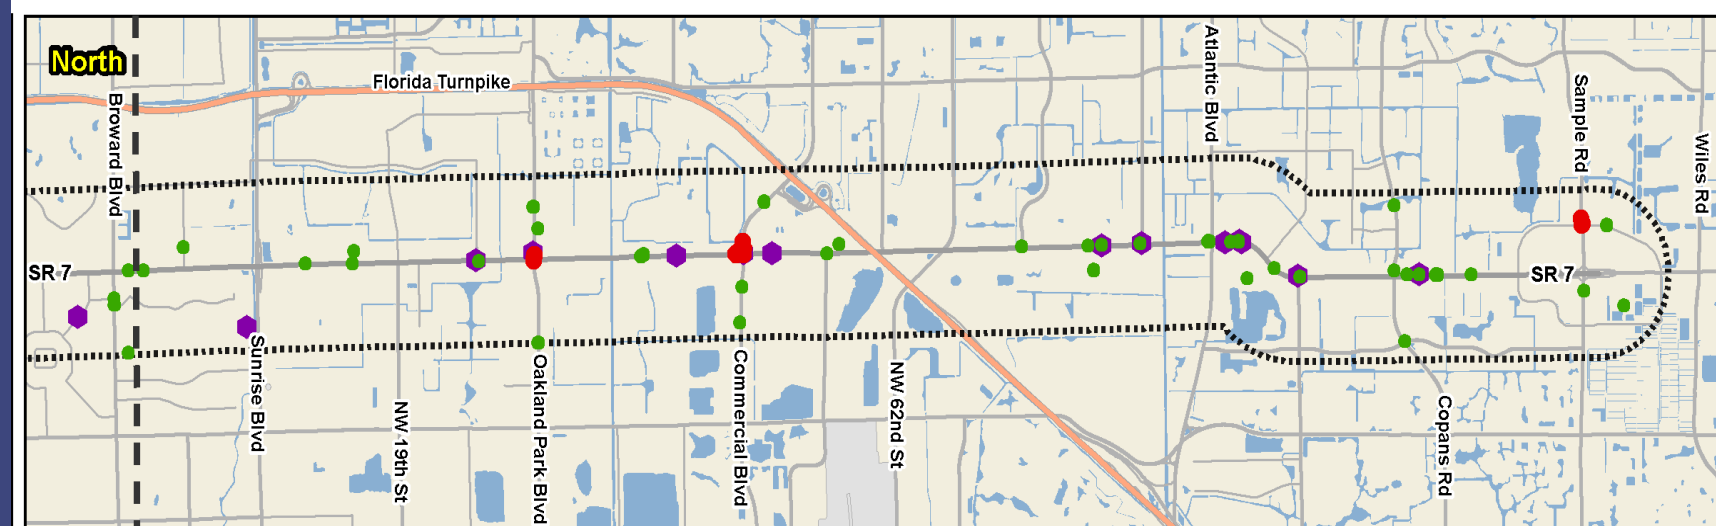 North
Florida Turnpike
Broward Blvd
Atlantic Blvd
Sample Rd
Wiles Rd
SR 7
SR 7
Sunrise Blvd
NW 19th St
Oakland Park Blvd
Commercial Blvd
NW 62nd St
Copans Rd